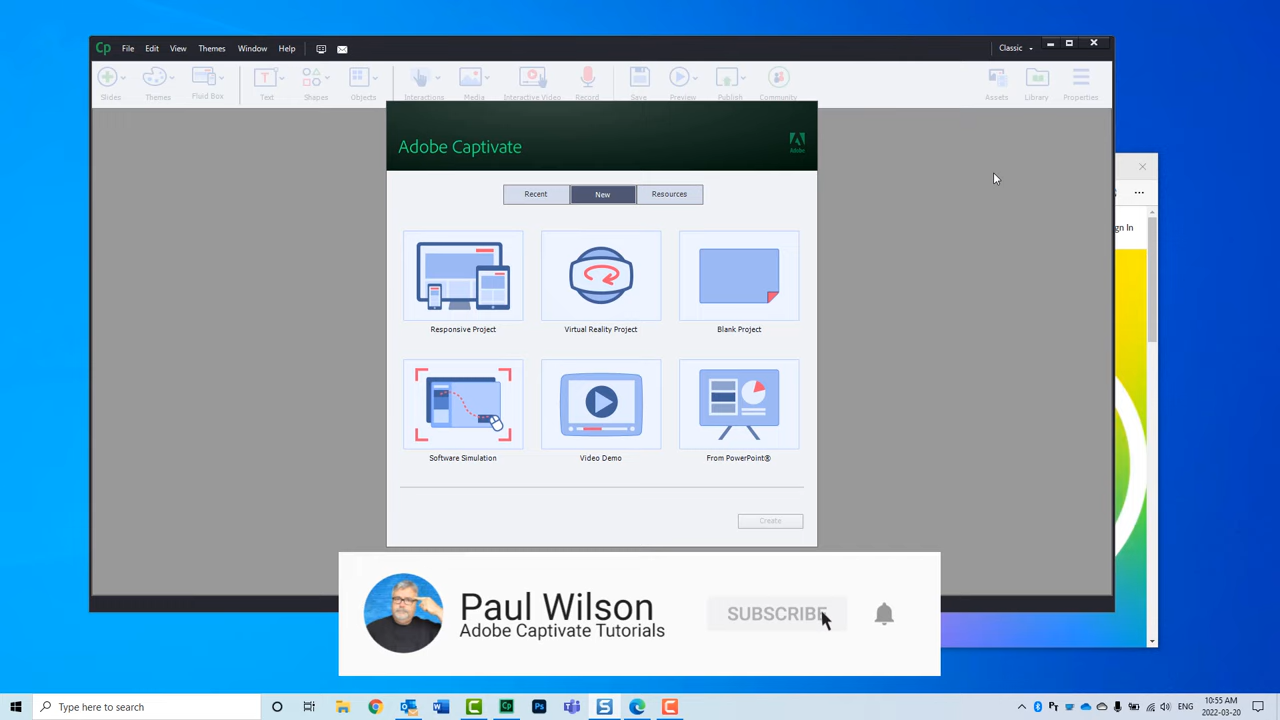 Cp File Edit View Themes Window Help Classic
Slides Themes Fluid Box Text Shapes Objects Interactions Media Interactive Video Record Save Preview Publish Community Assets Library Properties
Adobe Captivate
Adobe
Recent New Resources
Responsive Project Virtual Reality Project Blank Project
Software Simulation Video Demo From PowerPoint®
Create
gn In
Paul Wilson
Adobe Captivate Tutorials
SUBSCRIBE
Type here to search
ENG
10:55 AM
2022-03-20